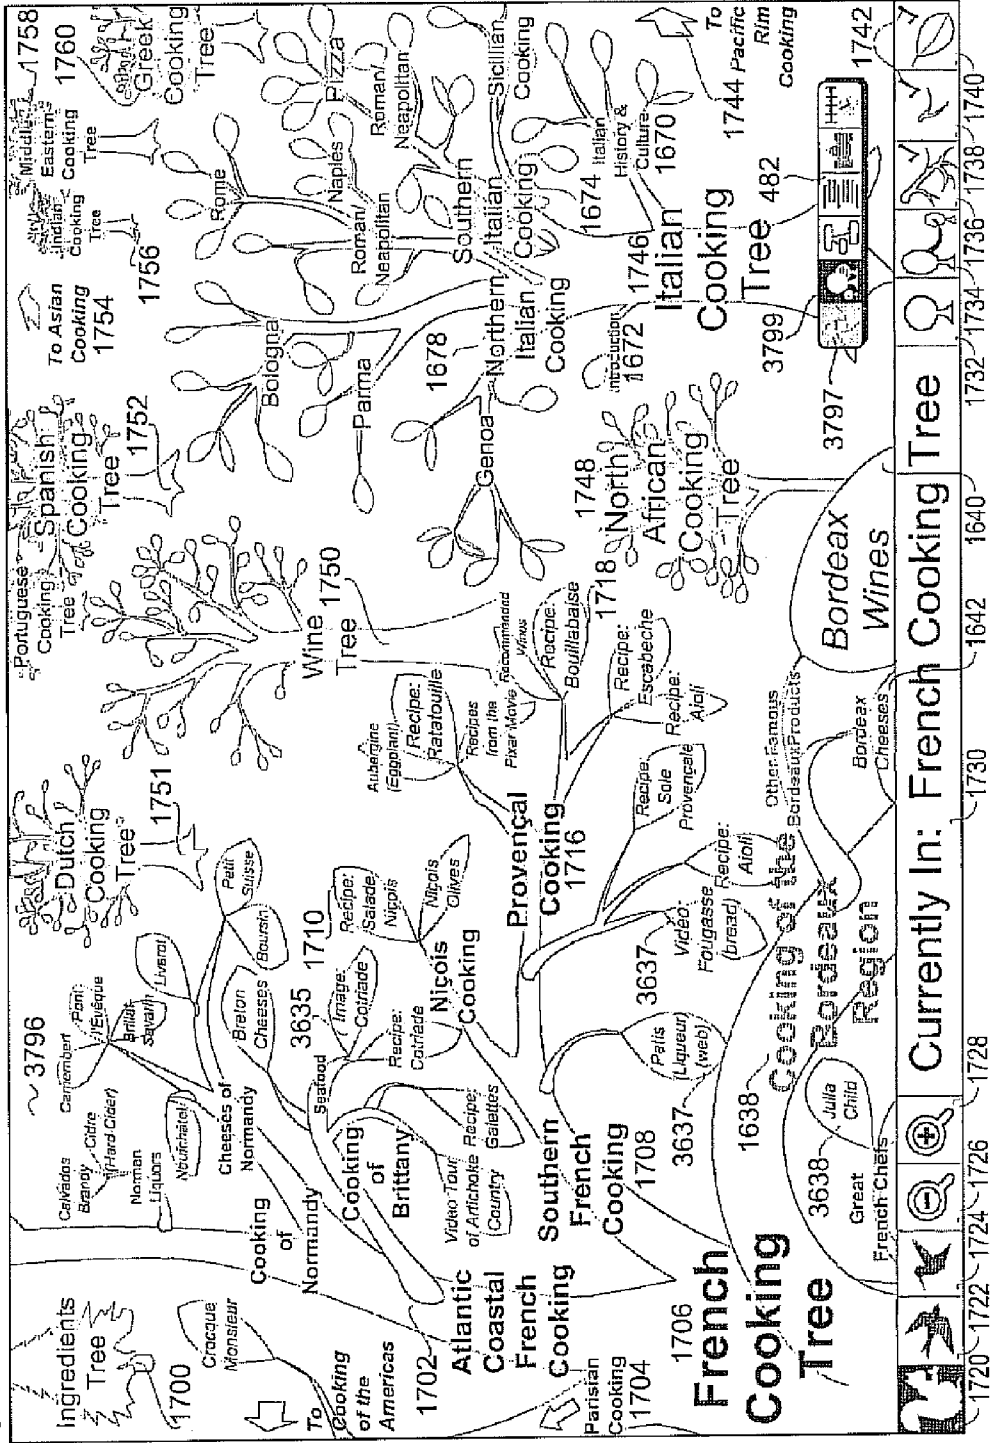 Ingredients
Tree
1700
Crocque
Monsieur
To
Cooking
of the
Americas
1702
Parisian
Cooking
1704
Atlantic
Coastal
French
Cooking
1706
French
Cooking
Tree
3796
Calvados
Brandy
Cidre
(Hard Cider)
Norman
Liquors
Camembert
Pont
l'Evêque
Brillat
Savarin
Livarot
Neufchâtel
Cheeses of
Normandy
Petit
Suisse
Boursin
Cooking
of
Normandy
Breton
Cheeses
3635
Seafood
Image:
Cotriade
Recipe:
Cotriade
Cooking
of
Brittany
Video Tour
of Artichoke
Country
Recipe:
Galettes
1710
Recipe:
Salade
Niçois
Niçois
Olives
Niçois
Cooking
Southern
French
Cooking
1708
3637
Patis
(Liqueur)
(web)
Dutch
Cooking
Tree
1751
Wine
Tree
1750
Portuguese
Cooking
Tree
Spanish
Cooking
Tree
1752
To Asian
Cooking
1754
Indian
Cooking
Tree
1756
Middle
Eastern
Cooking
Tree
1758
1760
Greek
Cooking
Tree
Aubergine
(Eggplant)
Recipe:
Ratatouille
Recipes
from the
Pixar Movie
Recommended
Wines
Recipe:
Bouillabaise
1718
Recipe:
Escabeche
Recipe:
Aioli
Provençal
Cooking
1716
Recipe:
Sole
Provençale
Recipe:
Aioli
3637
Video:
Fougasse
(bread)
1638
Cooking of the
Bordeaux
Region
Other Famous
Bordeaux Products
Bordeax
Cheeses
Bordeax
Wines
3638
Julia
Child
Great
French Chefs
Bologna
Parma
1678
Genoa
Northern
Italian
Cooking
Rome
Roman/
Neapolitan
Naples
Pizza
Roman/
Neapolitan
Southern
Italian
Cooking
Sicillian
Cooking
1674
Italian
History &
Culture
1670
1746
Italian
Cooking
Tree
Introduction
1672
1748
North
African
Cooking
Tree
1744
To
Pacific
Rim
Cooking
482
3799
3797
1742
Currently In: French Cooking Tree
1720
1722
1724
1726
1728
1730
1642
1640
1732
1734
1736
1738
1740